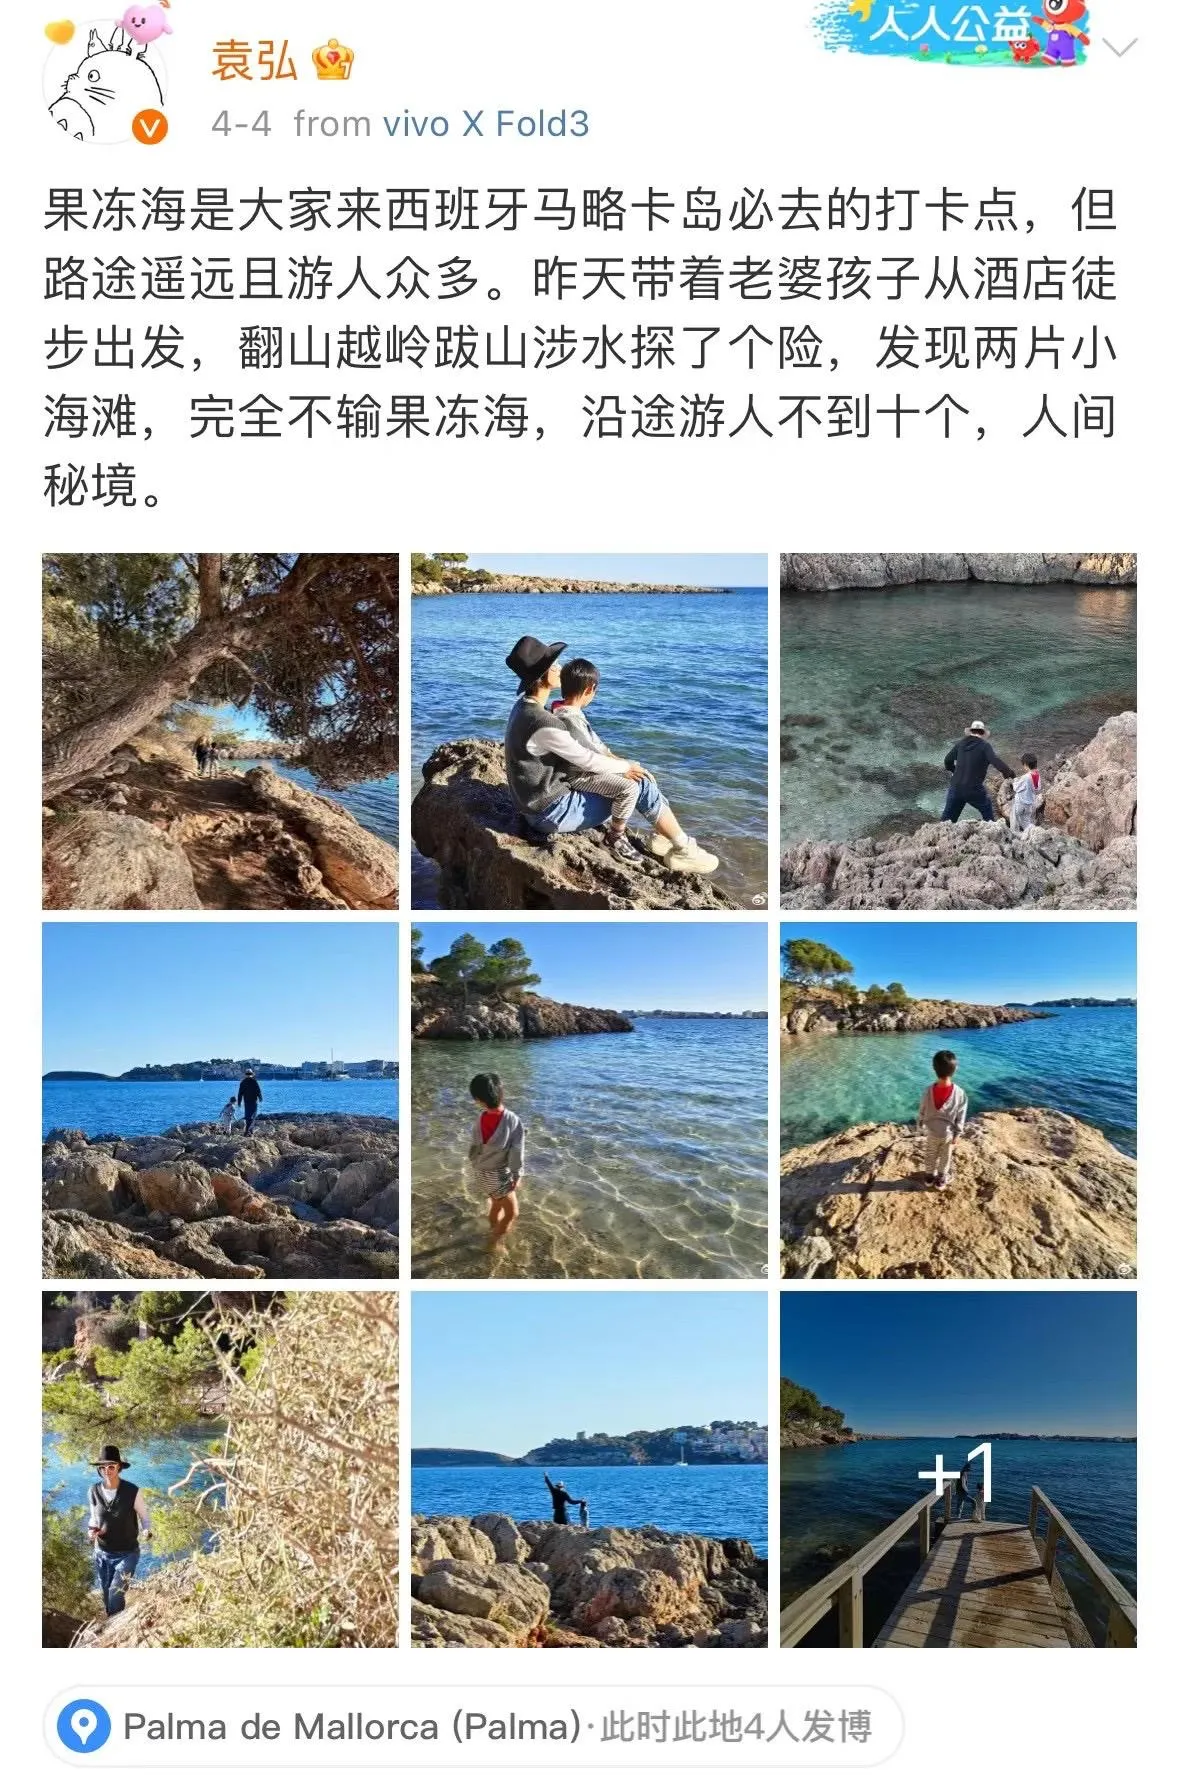 人人公益
袁弘
4-4 from vivo X Fold3
果冻海是大家来西班牙马略卡岛必去的打卡点，但
路途遥远且游人众多。昨天带着老婆孩子从酒店徒
步出发，翻山越岭跋山涉水探了个险，发现两片小
海滩，完全不输果冻海，沿途游人不到十个，人间
秘境。
+1
Palma de Mallorca (Palma)·此时此地4人发博